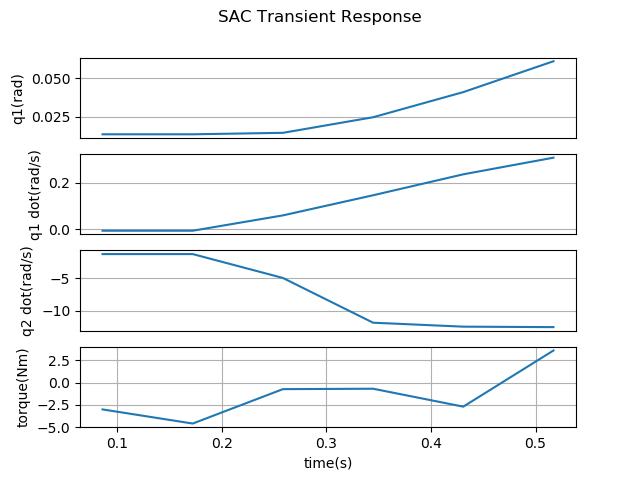 SAC Transient Response
q1(rad)
0.050
0.025
q1 dot(rad/s)
0.2
0.0
q2 dot(rad/s)
−5
−10
torque(Nm)
2.5
0.0
−2.5
−5.0
0.1 0.2 0.3 0.4 0.5
time(s)